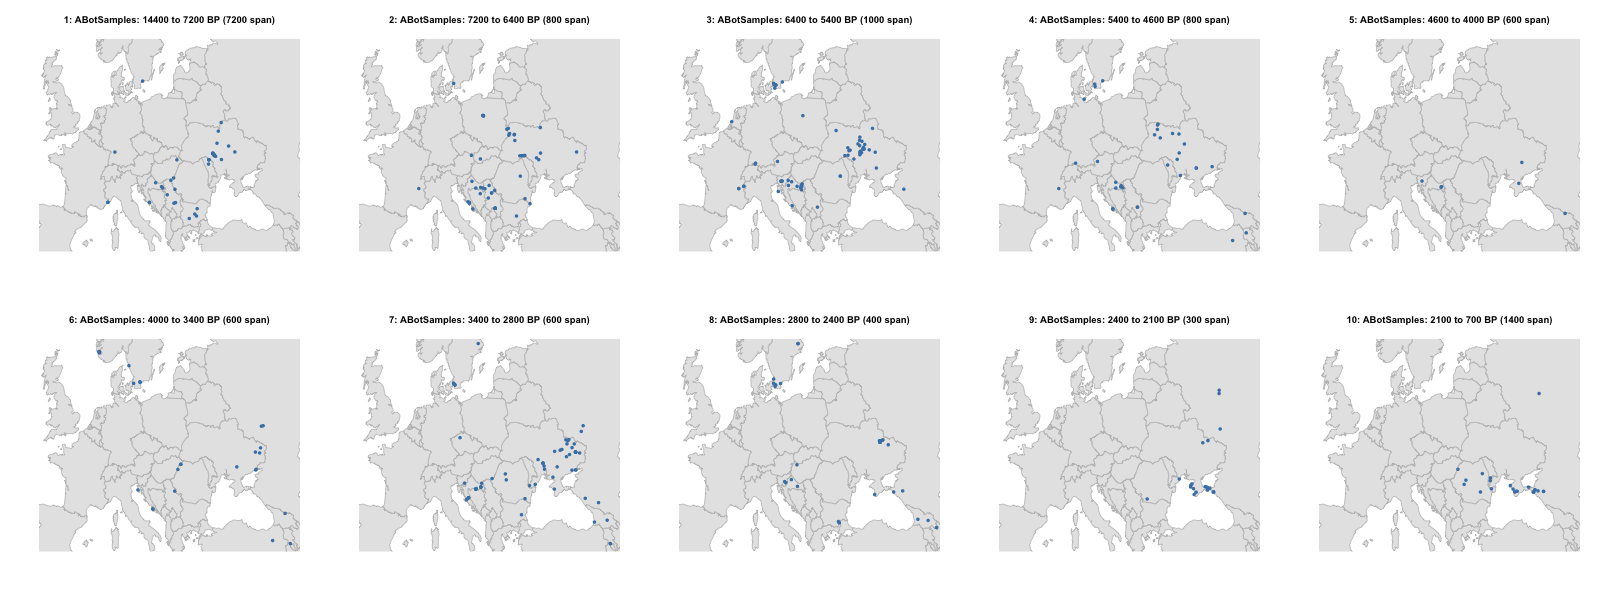 1: ABotSamples: 14400 to 7200 BP (7200 span)
2: ABotSamples: 7200 to 6400 BP (800 span)
3: ABotSamples: 6400 to 5400 BP (1000 span)
4: ABotSamples: 5400 to 4600 BP (800 span)
5: ABotSamples: 4600 to 4000 BP (600 span)
6: ABotSamples: 4000 to 3400 BP (600 span)
7: ABotSamples: 3400 to 2800 BP (600 span)
8: ABotSamples: 2800 to 2400 BP (400 span)
9: ABotSamples: 2400 to 2100 BP (300 span)
10: ABotSamples: 2100 to 700 BP (1400 span)